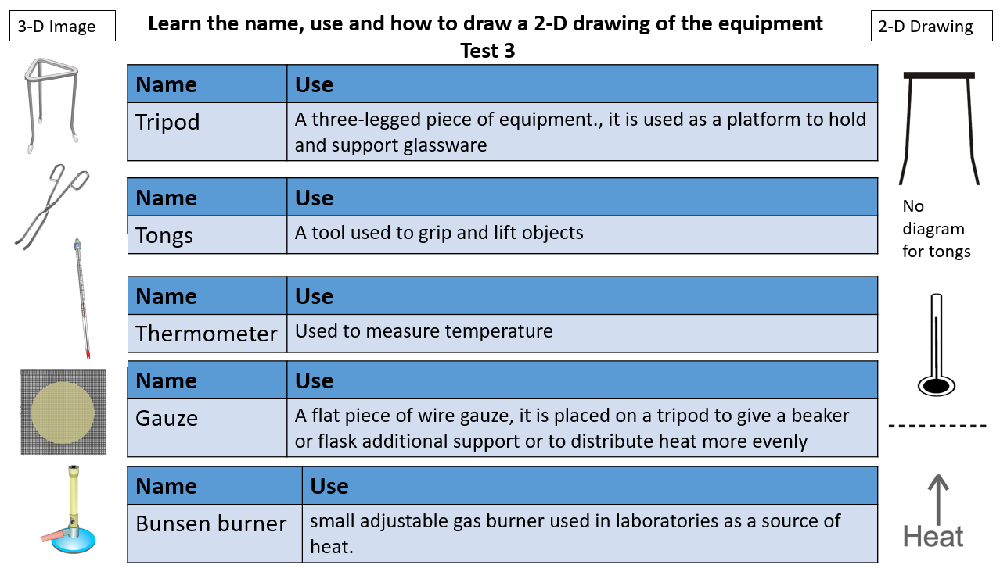 3-D Image
Learn the name, use and how to draw a 2-D drawing of the equipment
Test 3
2-D Drawing
Name Use
Tripod A three-legged piece of equipment., it is used as a platform to hold
and support glassware
Name Use
Tongs A tool used to grip and lift objects
No
diagram
for tongs
Name Use
Thermometer Used to measure temperature
Name Use
Gauze A flat piece of wire gauze, it is placed on a tripod to give a beaker
or flask additional support or to distribute heat more evenly
Name Use
Bunsen burner small adjustable gas burner used in laboratories as a source of
heat.
Heat